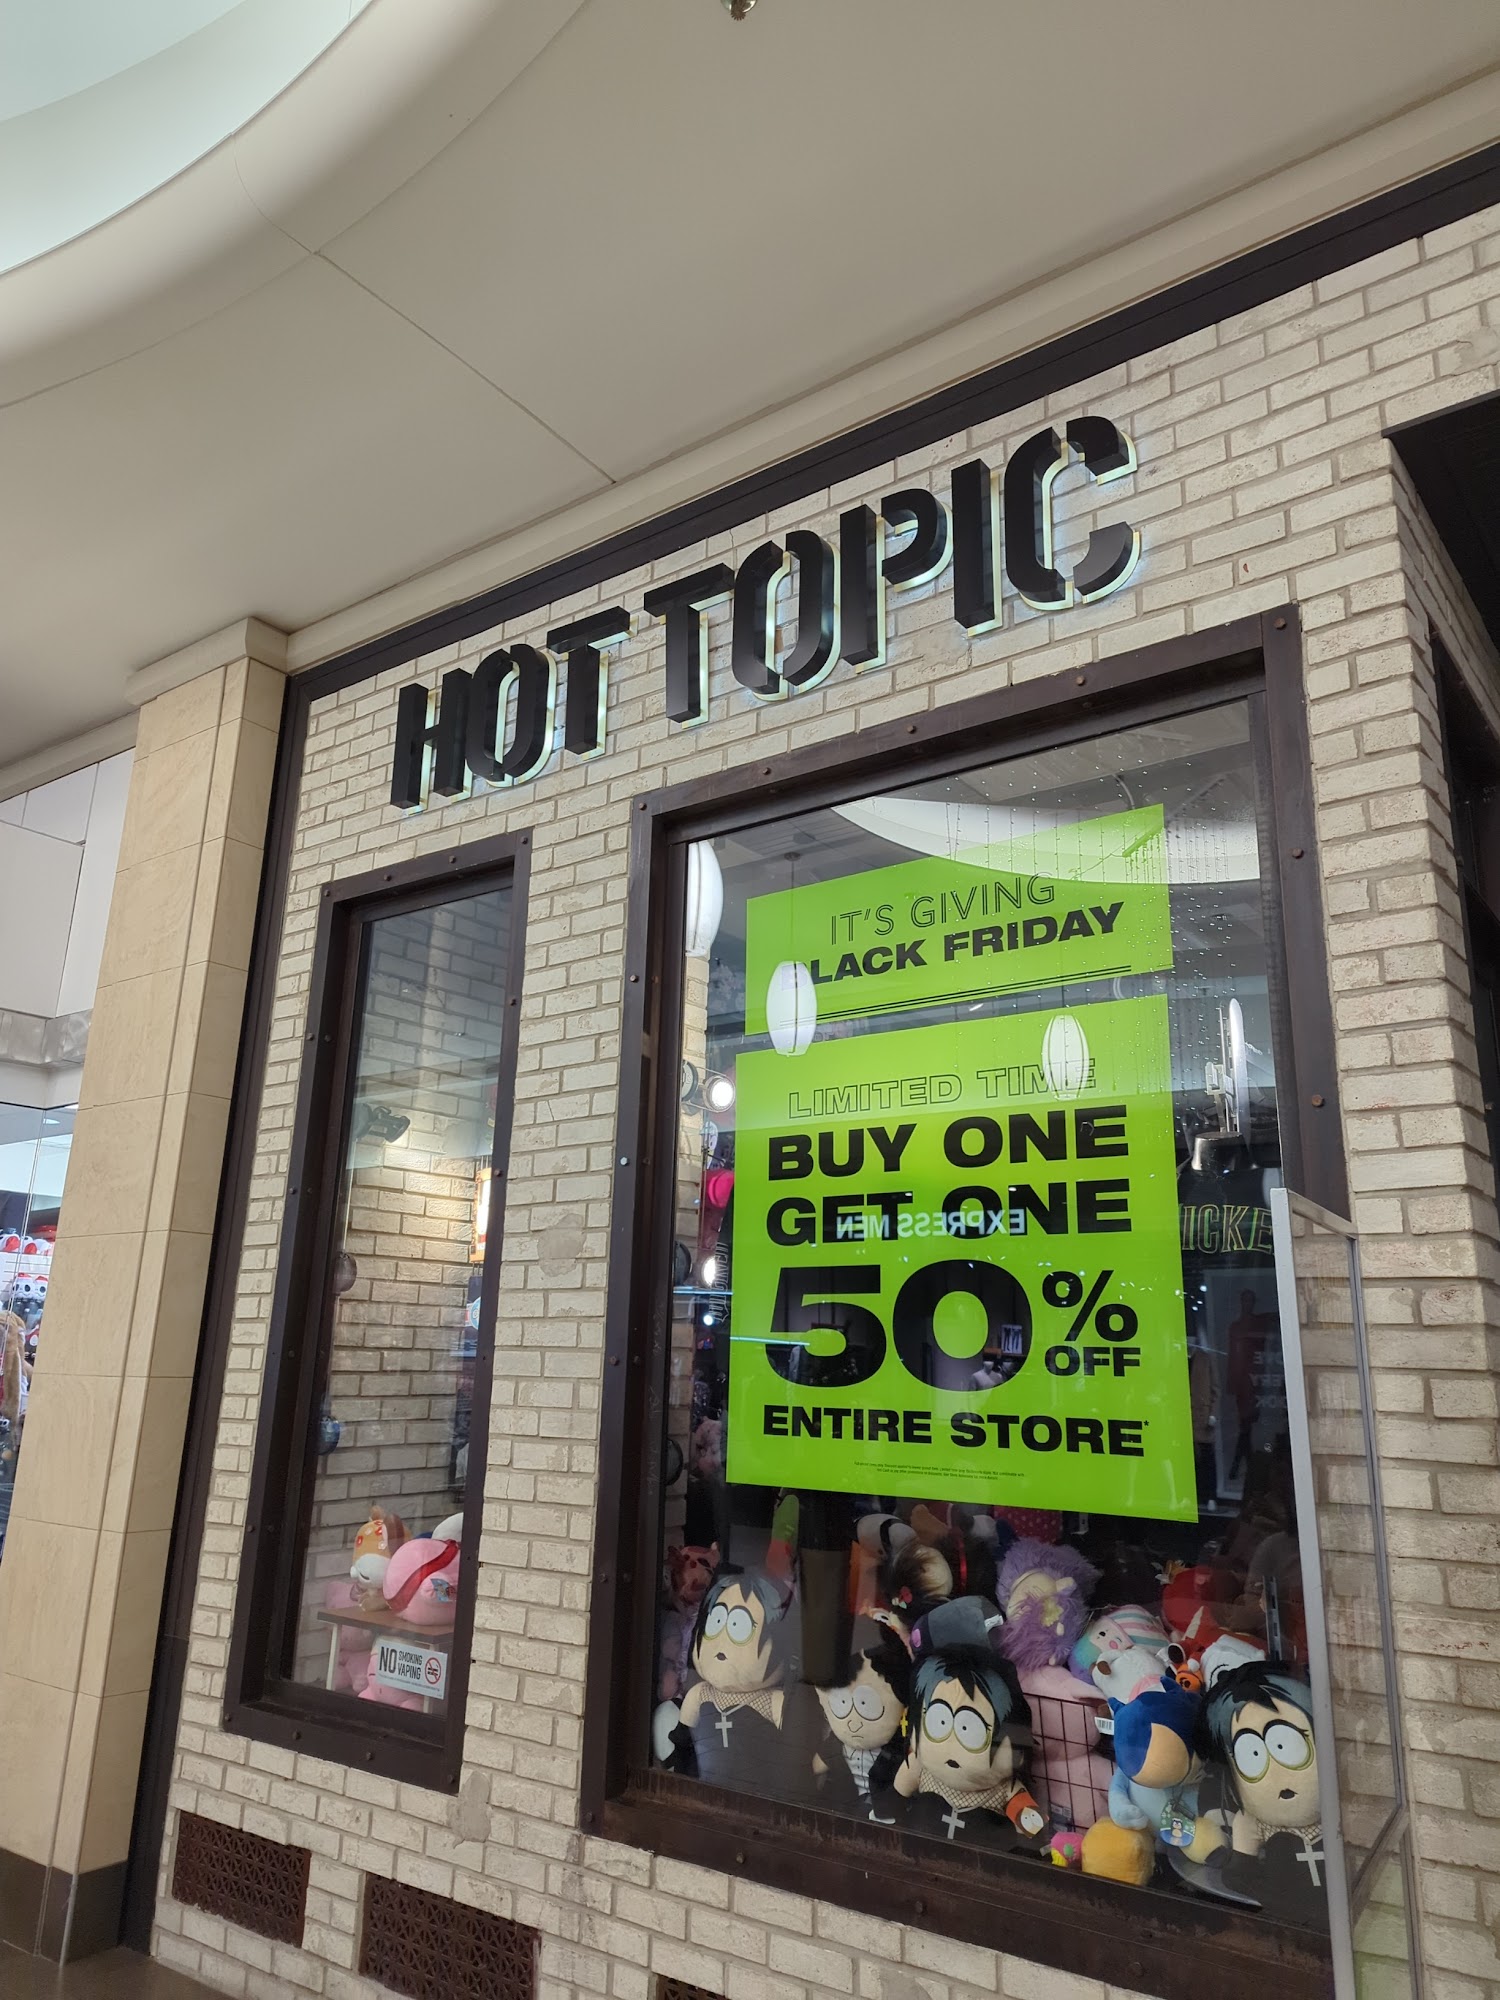 HOT TOPIC
IT'S GIVING
BLACK FRIDAY
LIMITED TIME
BUY ONE
GET ONE
EXPRESS MEN
50% OFF
ENTIRE STORE*
NO SMOKING VAPING